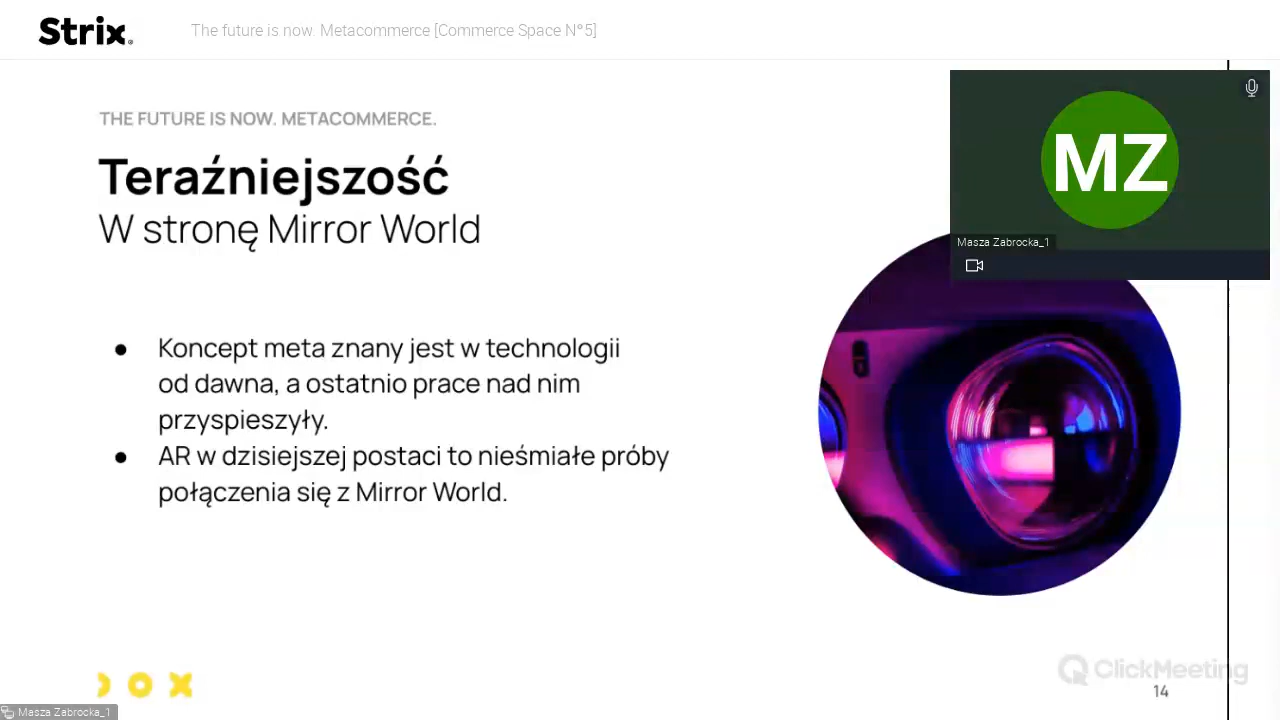 Strix®
The future is now. Metacommerce [Commerce Space N°5]
THE FUTURE IS NOW. METACOMMERCE.
Teraźniejszość
W stronę Mirror World
MZ
Masza Zabrocka_1
Koncept meta znany jest w technologii
od dawna, a ostatnio prace nad nim
przyspieszyły.
AR w dzisiejszej postaci to nieśmiałe próby
połączenia się z Mirror World.
ClickMeeting
14
Masza Zabrocka_1